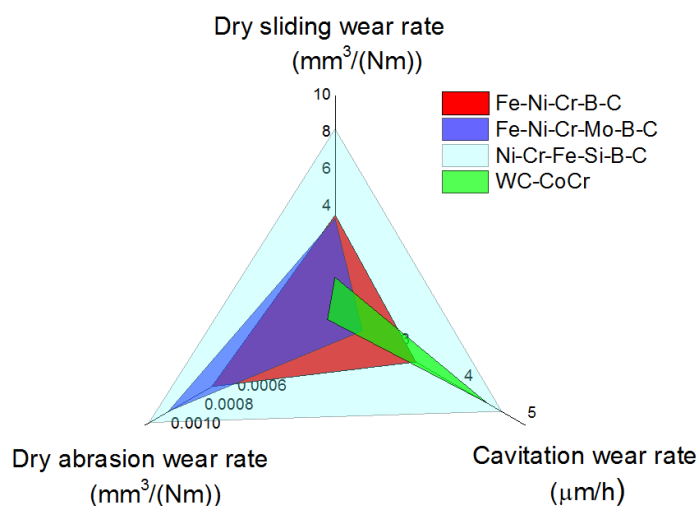 Dry sliding wear rate
(mm³/(Nm))
10
8
6
4
Fe-Ni-Cr-B-C
Fe-Ni-Cr-Mo-B-C
Ni-Cr-Fe-Si-B-C
WC-CoCr
3
4
5
0.0006
0.0008
0.0010
Dry abrasion wear rate
(mm³/(Nm))
Cavitation wear rate
(μm/h)